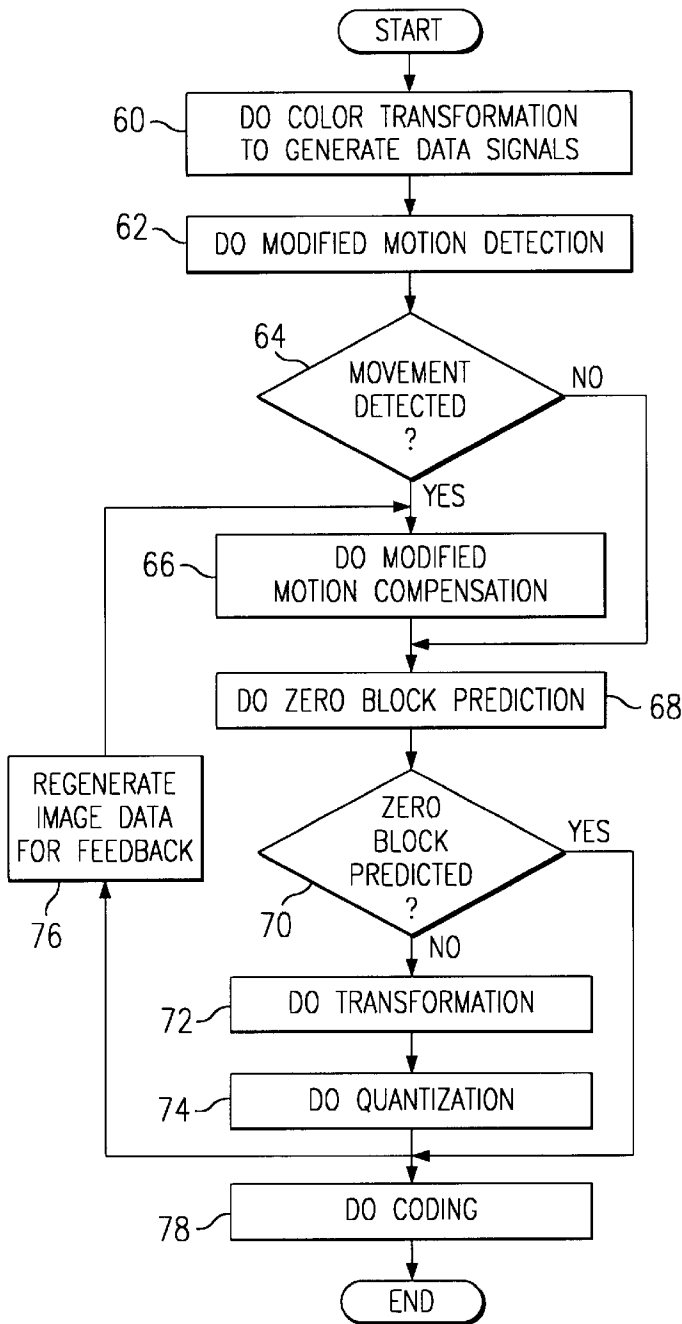 START
60
DO COLOR TRANSFORMATION
TO GENERATE DATA SIGNALS
62
DO MODIFIED MOTION DETECTION
64
MOVEMENT
DETECTED
?
NO
YES
66
DO MODIFIED
MOTION COMPENSATION
DO ZERO BLOCK PREDICTION
68
REGENERATE
IMAGE DATA
FOR FEEDBACK
76
ZERO
BLOCK
PREDICTED
?
YES
70
NO
72
DO TRANSFORMATION
74
DO QUANTIZATION
78
DO CODING
END